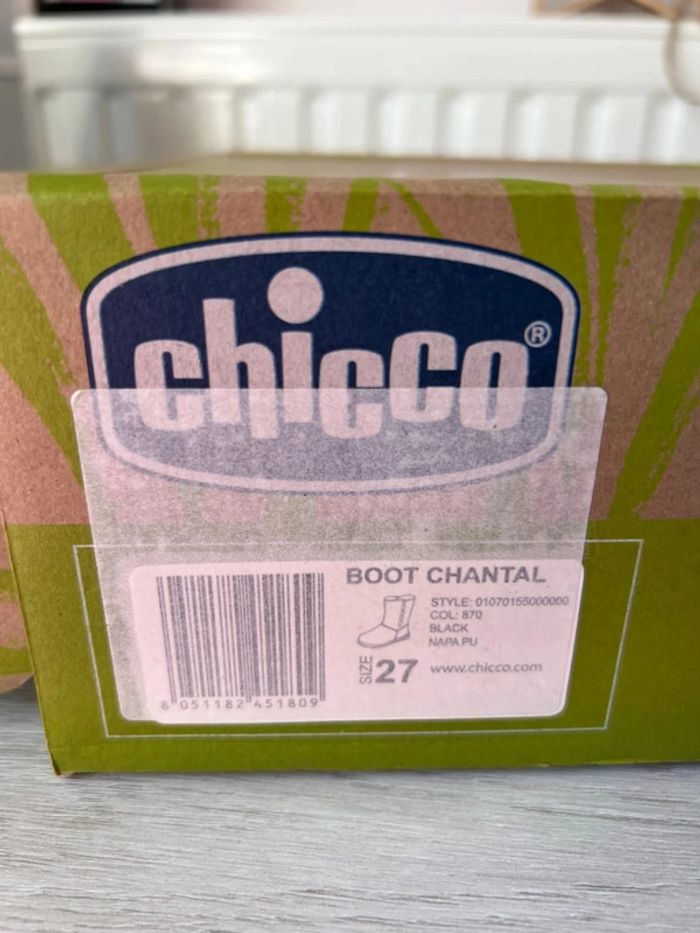 chicco®
BOOT CHANTAL
STYLE: 01070155000000
COL: 870
BLACK
NAPA PU
SIZE 27
www.chicco.com
8 051182 451809